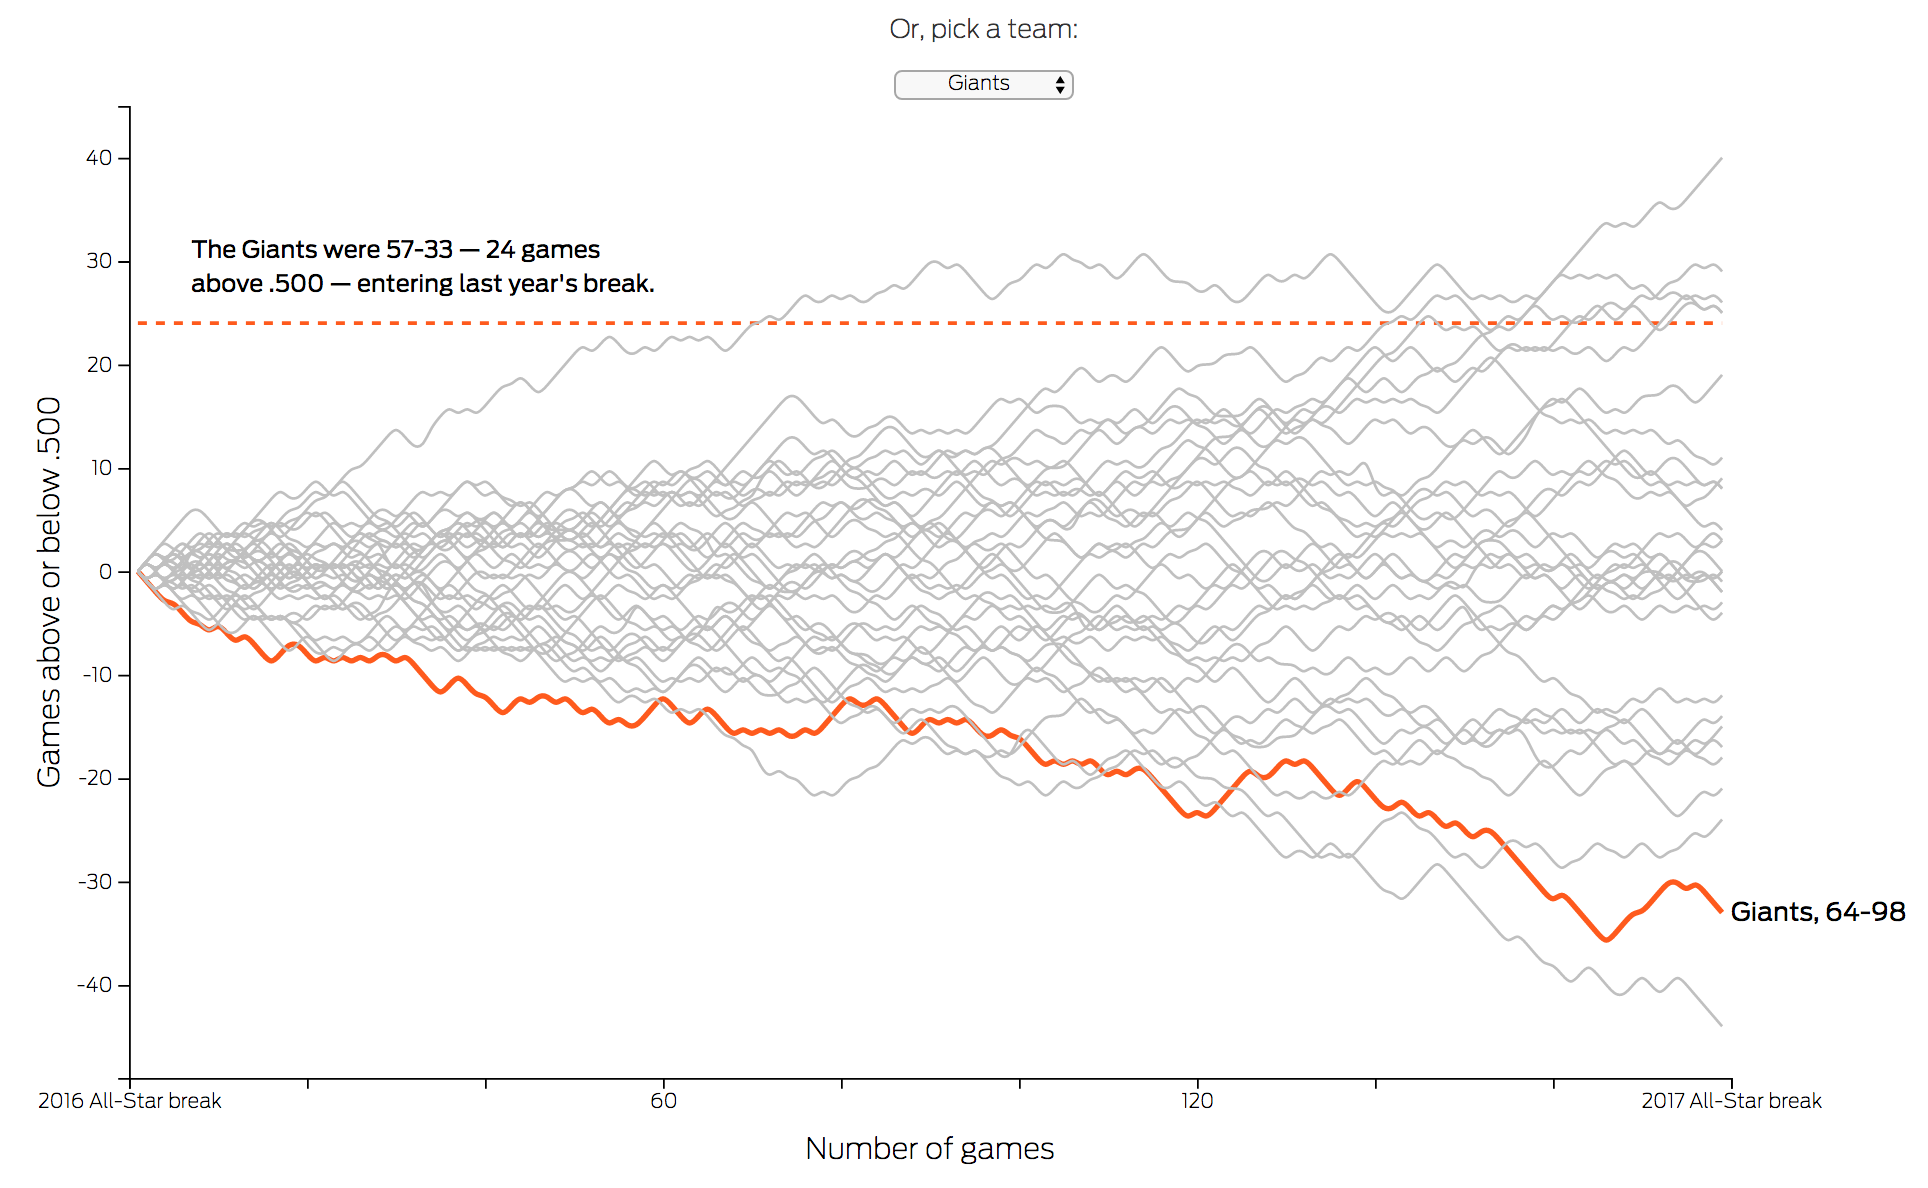 Or, pick a team:
Giants
40
30
20
10
0
-10
-20
-30
-40
Games above or below .500
The Giants were 57-33 — 24 games
above .500 — entering last year's break.
Giants, 64-98
2016 All-Star break
60
120
2017 All-Star break
Number of games